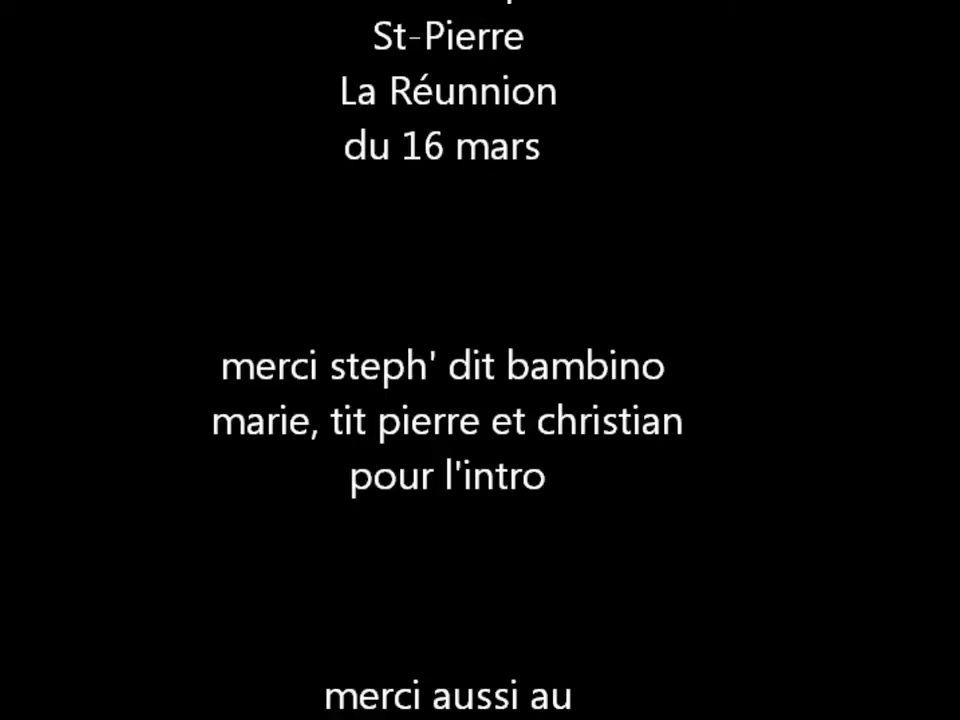 St-Pierre
La Réunnion
du 16 mars
merci steph' dit bambino
marie, tit pierre et christian
pour l'intro
merci aussi au